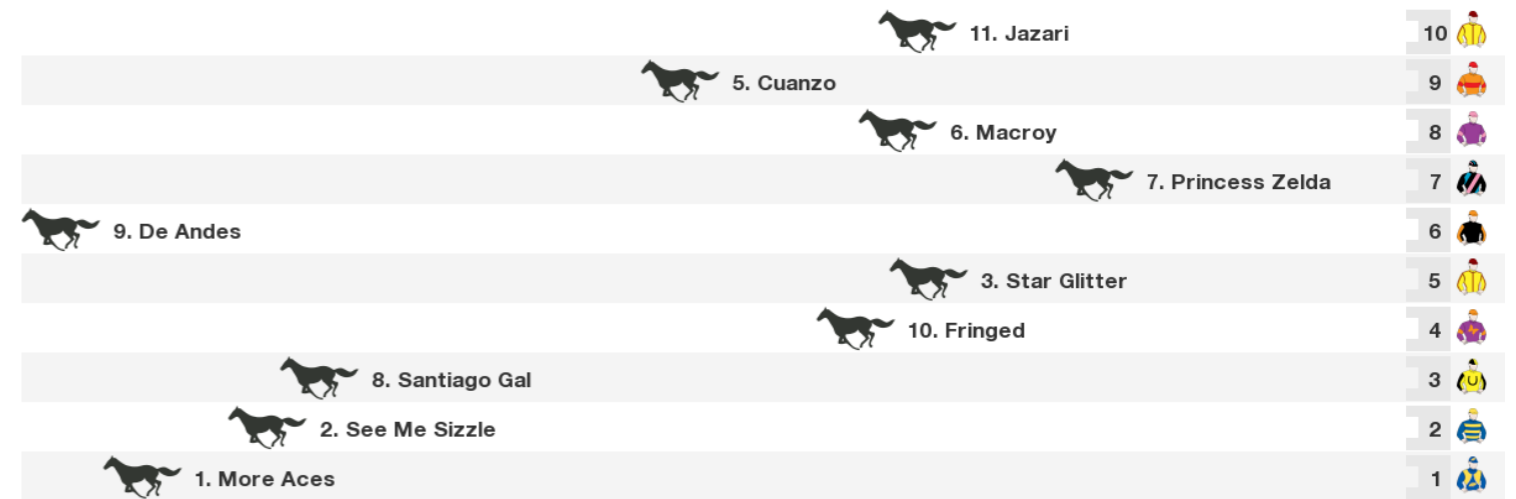 11. Jazari 10
5. Cuanzo 9
6. Macroy 8
7. Princess Zelda 7
9. De Andes 6
3. Star Glitter 5
10. Fringed 4
8. Santiago Gal 3
2. See Me Sizzle 2
1. More Aces 1